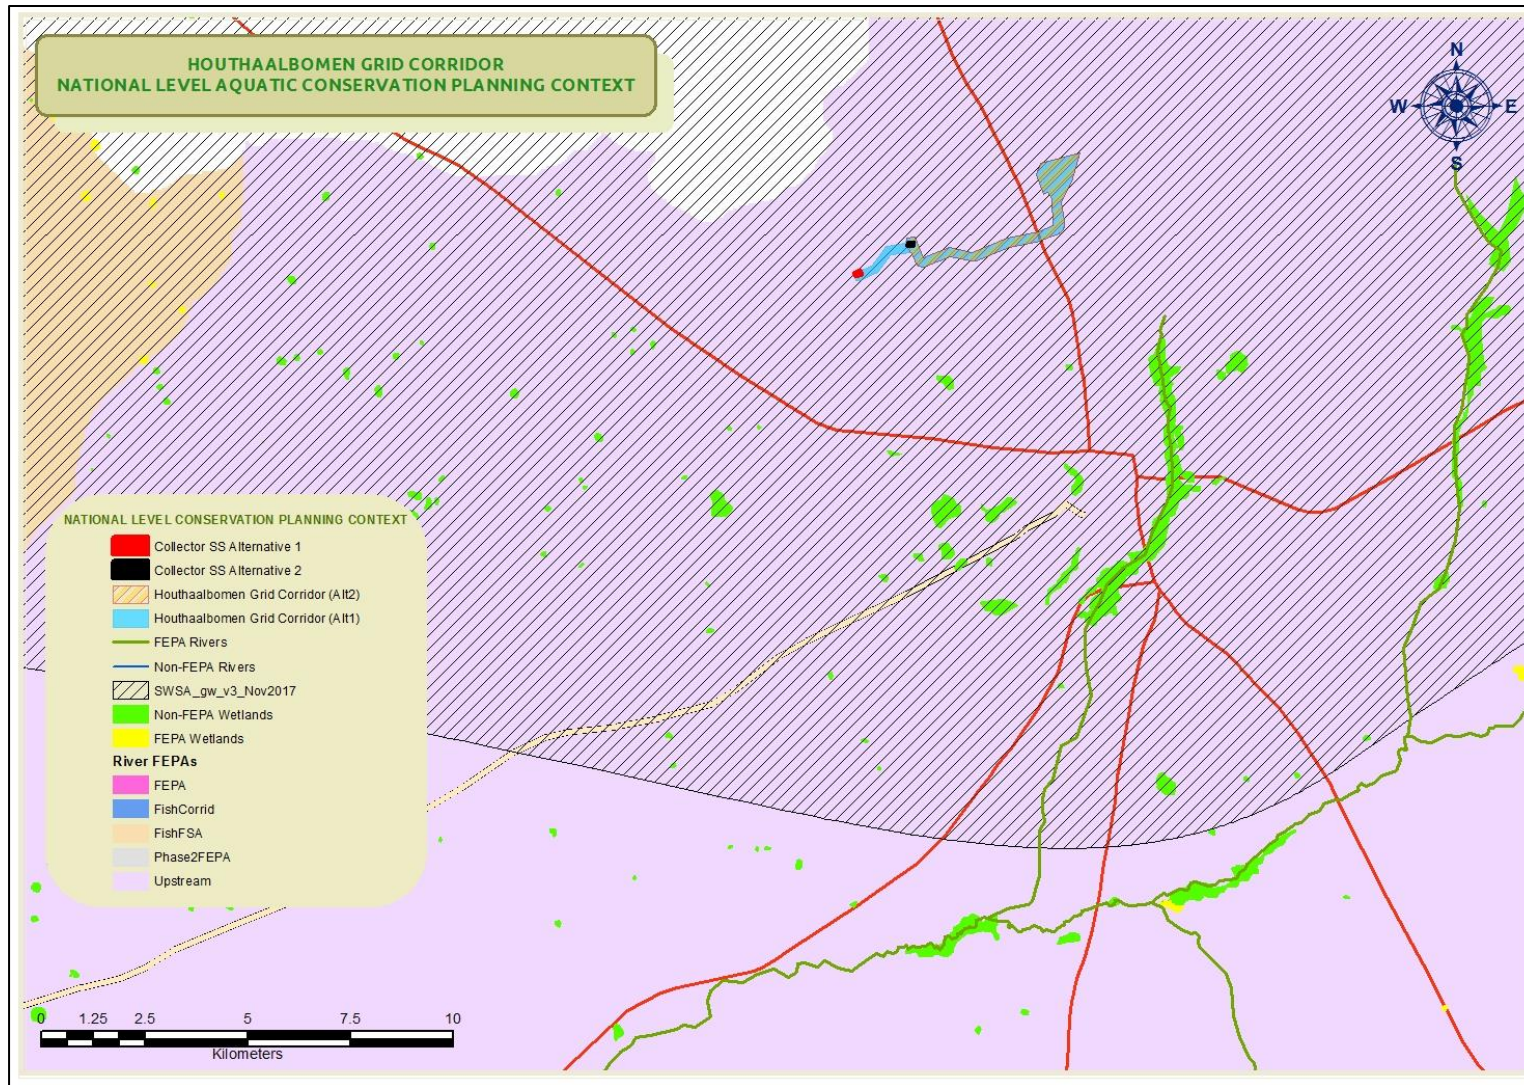 HOUTHAALBOMEN GRID CORRIDOR
NATIONAL LEVEL AQUATIC CONSERVATION PLANNING CONTEXT
N
W
E
S
NATIONAL LEVEL CONSERVATION PLANNING CONTEXT
Collector SS Alternative 1
Collector SS Alternative 2
Houthaalbomen Grid Corridor (Alt2)
Houthaalbomen Grid Corridor (Alt1)
FEPA Rivers
Non-FEPA Rivers
SWSA_gw_v3_Nov2017
Non-FEPA Wetlands
FEPA Wetlands
River FEPAs
FEPA
FishCorrid
FishFSA
Phase2FEPA
Upstream
0 1.25 2.5 5 7.5 10
Kilometers